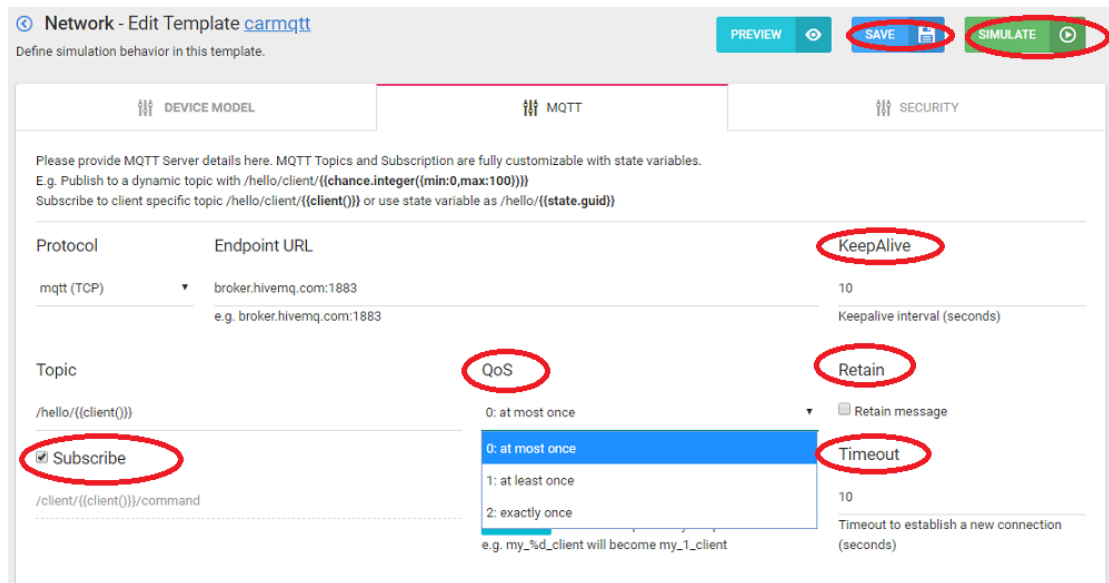 Network - Edit Template carmqtt
Define simulation behavior in this template.
PREVIEW
SAVE
SIMULATE
DEVICE MODEL
MQTT
SECURITY
Please provide MQTT Server details here. MQTT Topics and Subscription are fully customizable with state variables.
E.g. Publish to a dynamic topic with /hello/client/{{chance.integer({min:0,max:100})}}
Subscribe to client specific topic /hello/client/{{client()}} or use state variable as /hello/{{state.guid}}
Protocol
Endpoint URL
KeepAlive
mqtt (TCP)
broker.hivemq.com:1883
10
e.g. broker.hivemq.com:1883
Keepalive interval (seconds)
Topic
QoS
Retain
/hello/{{client()}}
0: at most once
Retain message
Subscribe
0: at most once
Timeout
/client/{{client()}}/command
1: at least once
10
2: exactly once
Timeout to establish a new connection
(seconds)
e.g. my_%d_client will become my_1_client